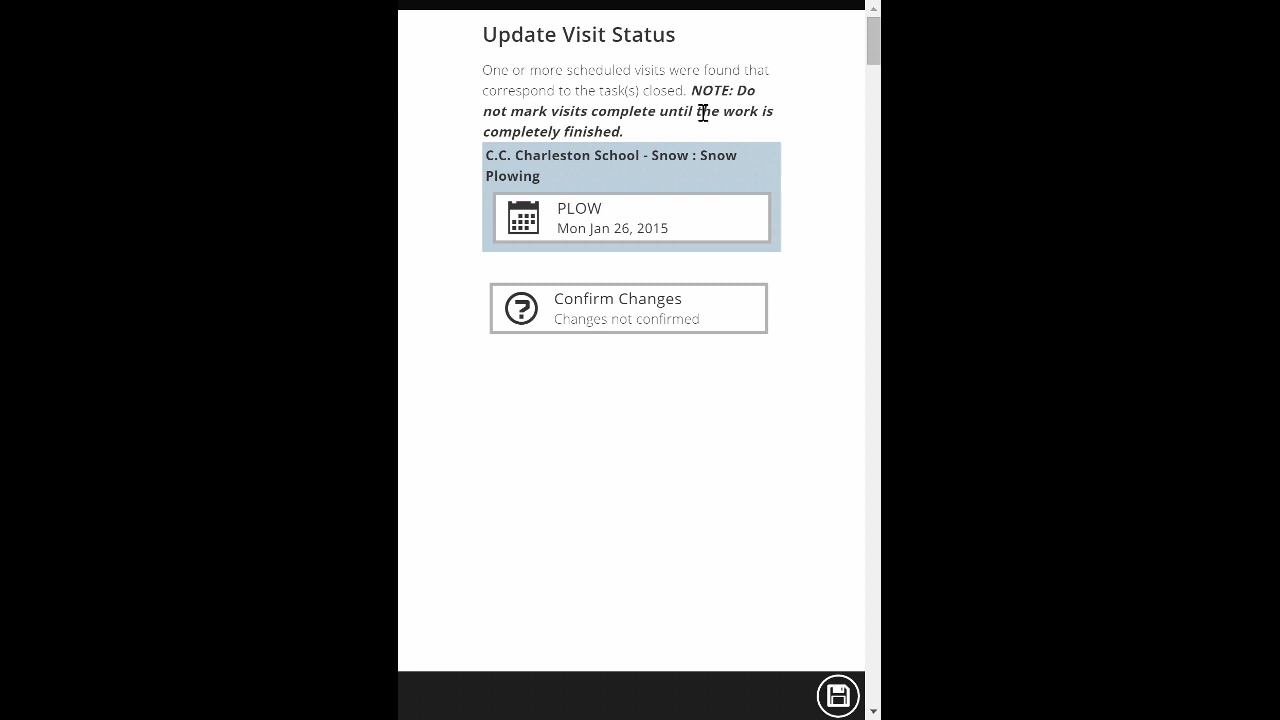 Update Visit Status
One or more scheduled visits were found that
correspond to the task(s) closed. NOTE: Do
not mark visits complete until the work is
completely finished.
C.C. Charleston School - Snow : Snow
Plowing
PLOW
Mon Jan 26, 2015
Confirm Changes
Changes not confirmed